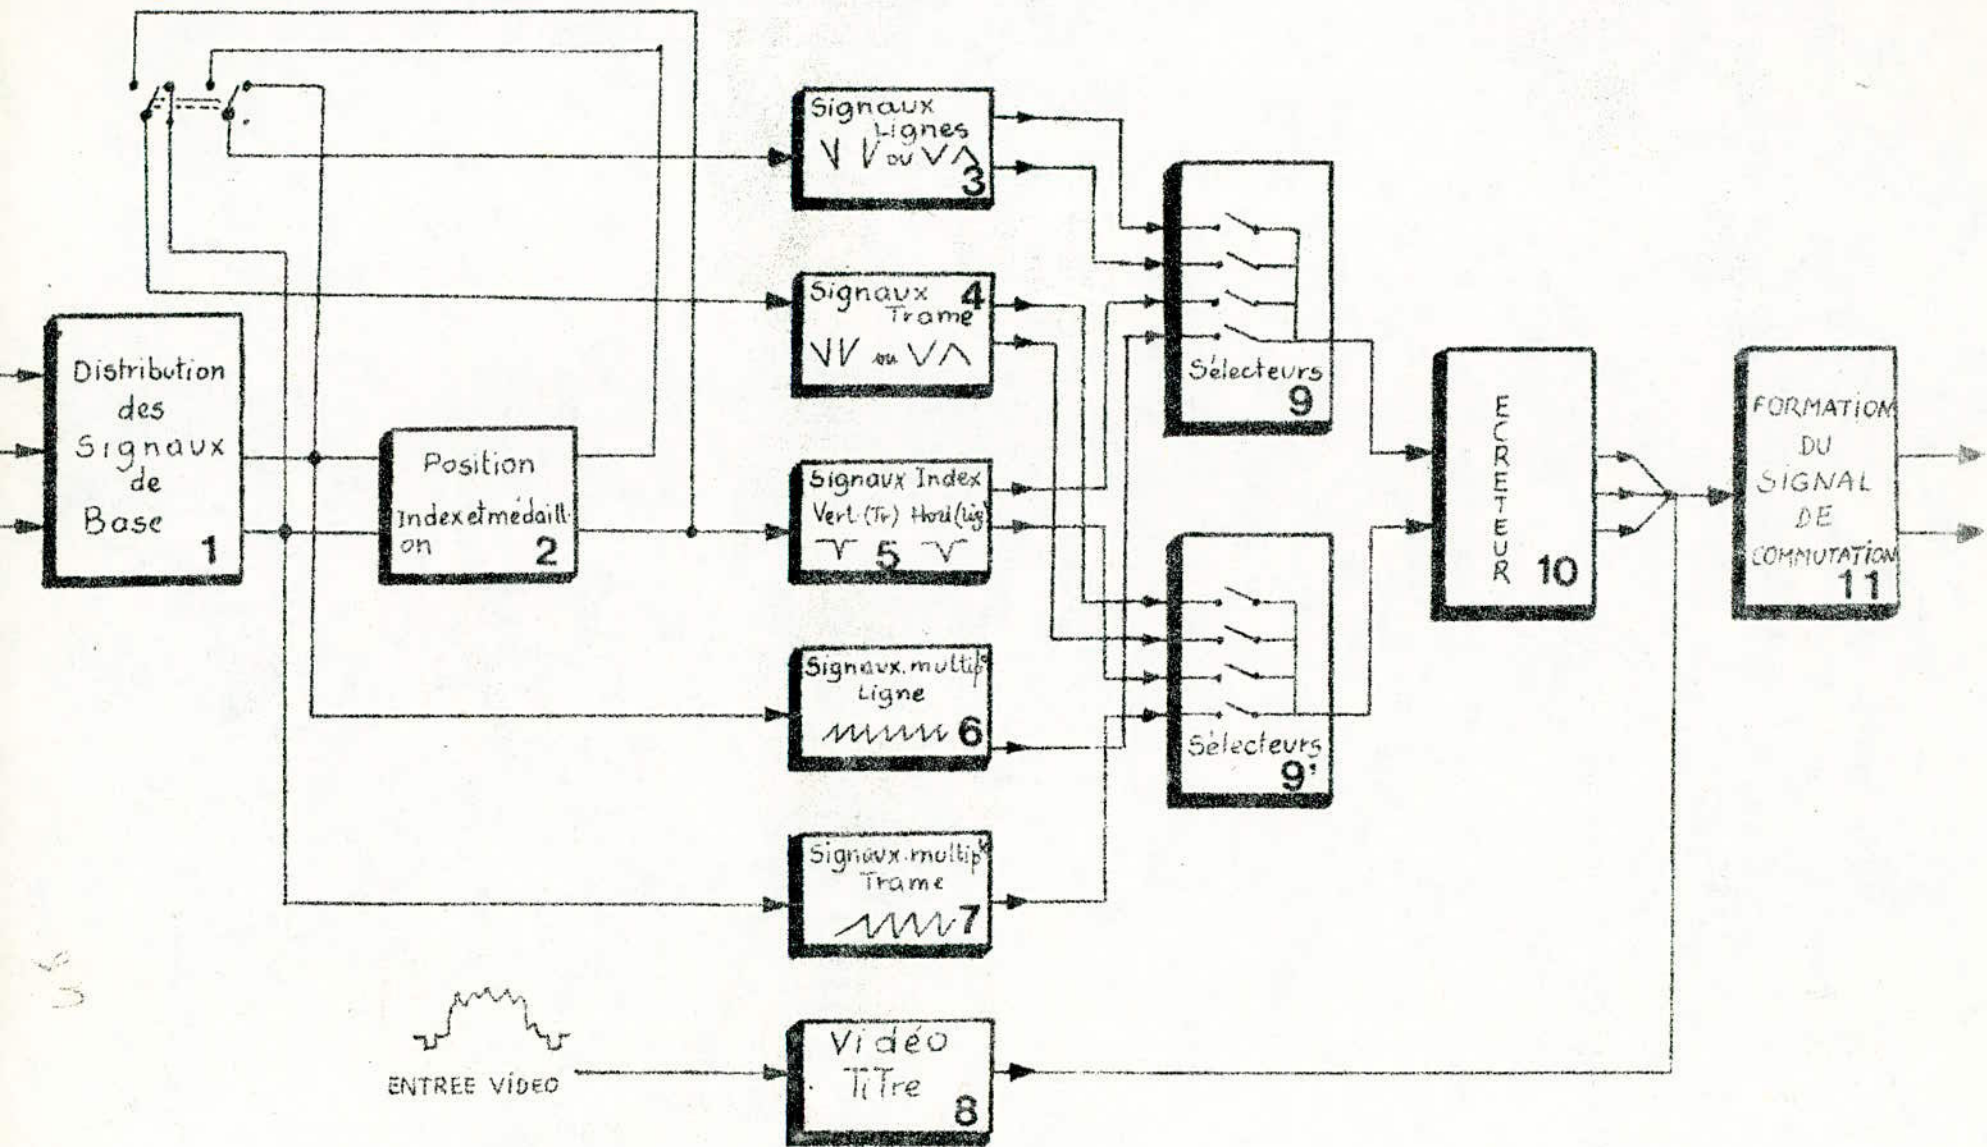 Distribution
des
Signaux
de
Base
1
Position
Index et médaill.
on
2
Signaux
Lignes
ou
3
Signaux
4
Trame
ou
Signaux Index
Vert.(Tr) Hori(Lig)
5
Signaux.multip
Ligne
6
Signaux.multip
Trame
7
ENTREE VIDEO
Vidéo
TiTre
8
Sélecteurs
9
Sélecteurs
9'
ECRETEUR
10
FORMATION
DU
SIGNAL
DE
COMMUTATION
11